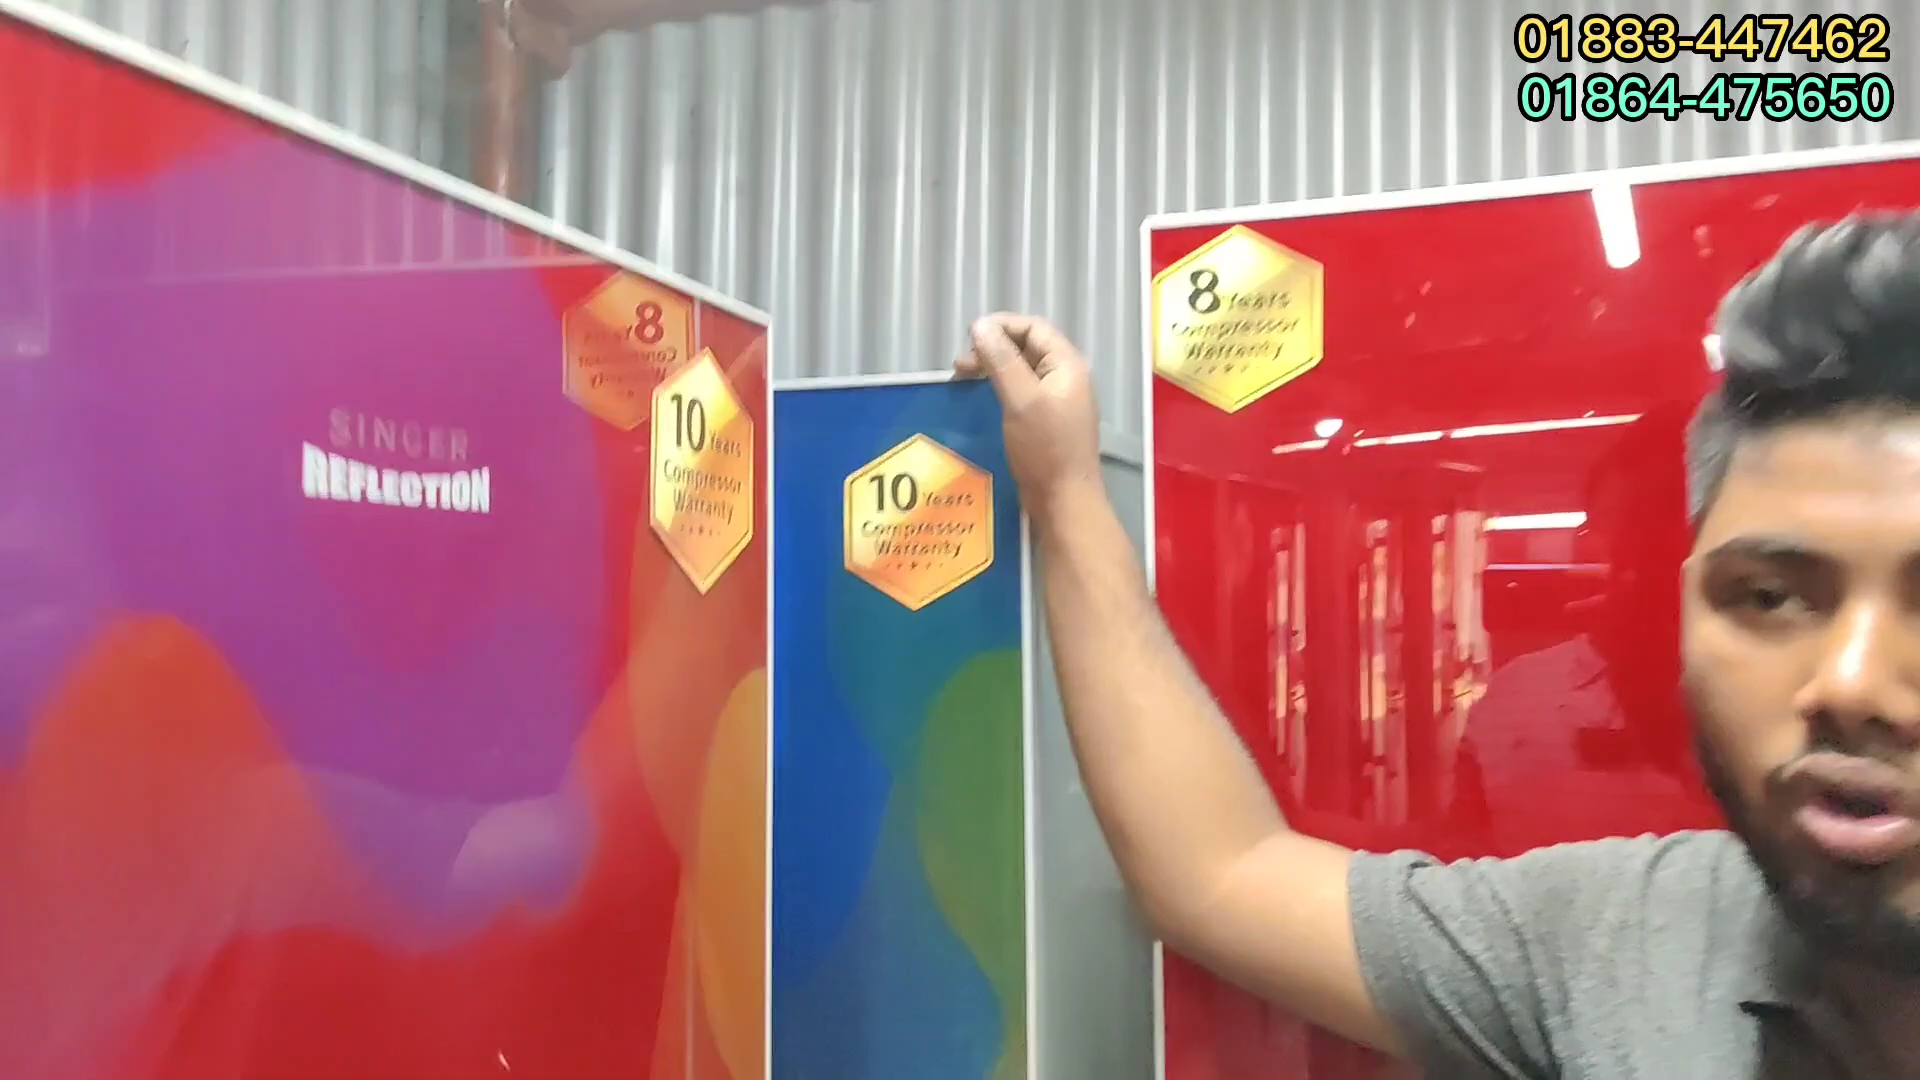 01883-447462
01864-475650
8 Years
Compressor
Warranty
8
SINGER
REFLECTION
10 Years
Compressor
Warranty
10 Years
Compressor
Warranty